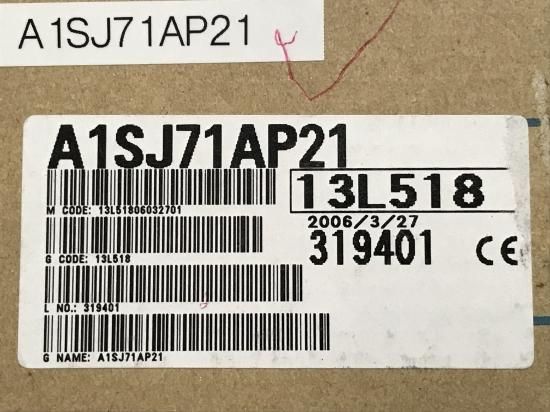 A1SJ71AP21
A1SJ71AP21
13L518
M CODE: 13L51806032701
2006/3/27
319401 CE
G CODE: 13L518
L NO.: 319401
G NAME: A1SJ71AP21